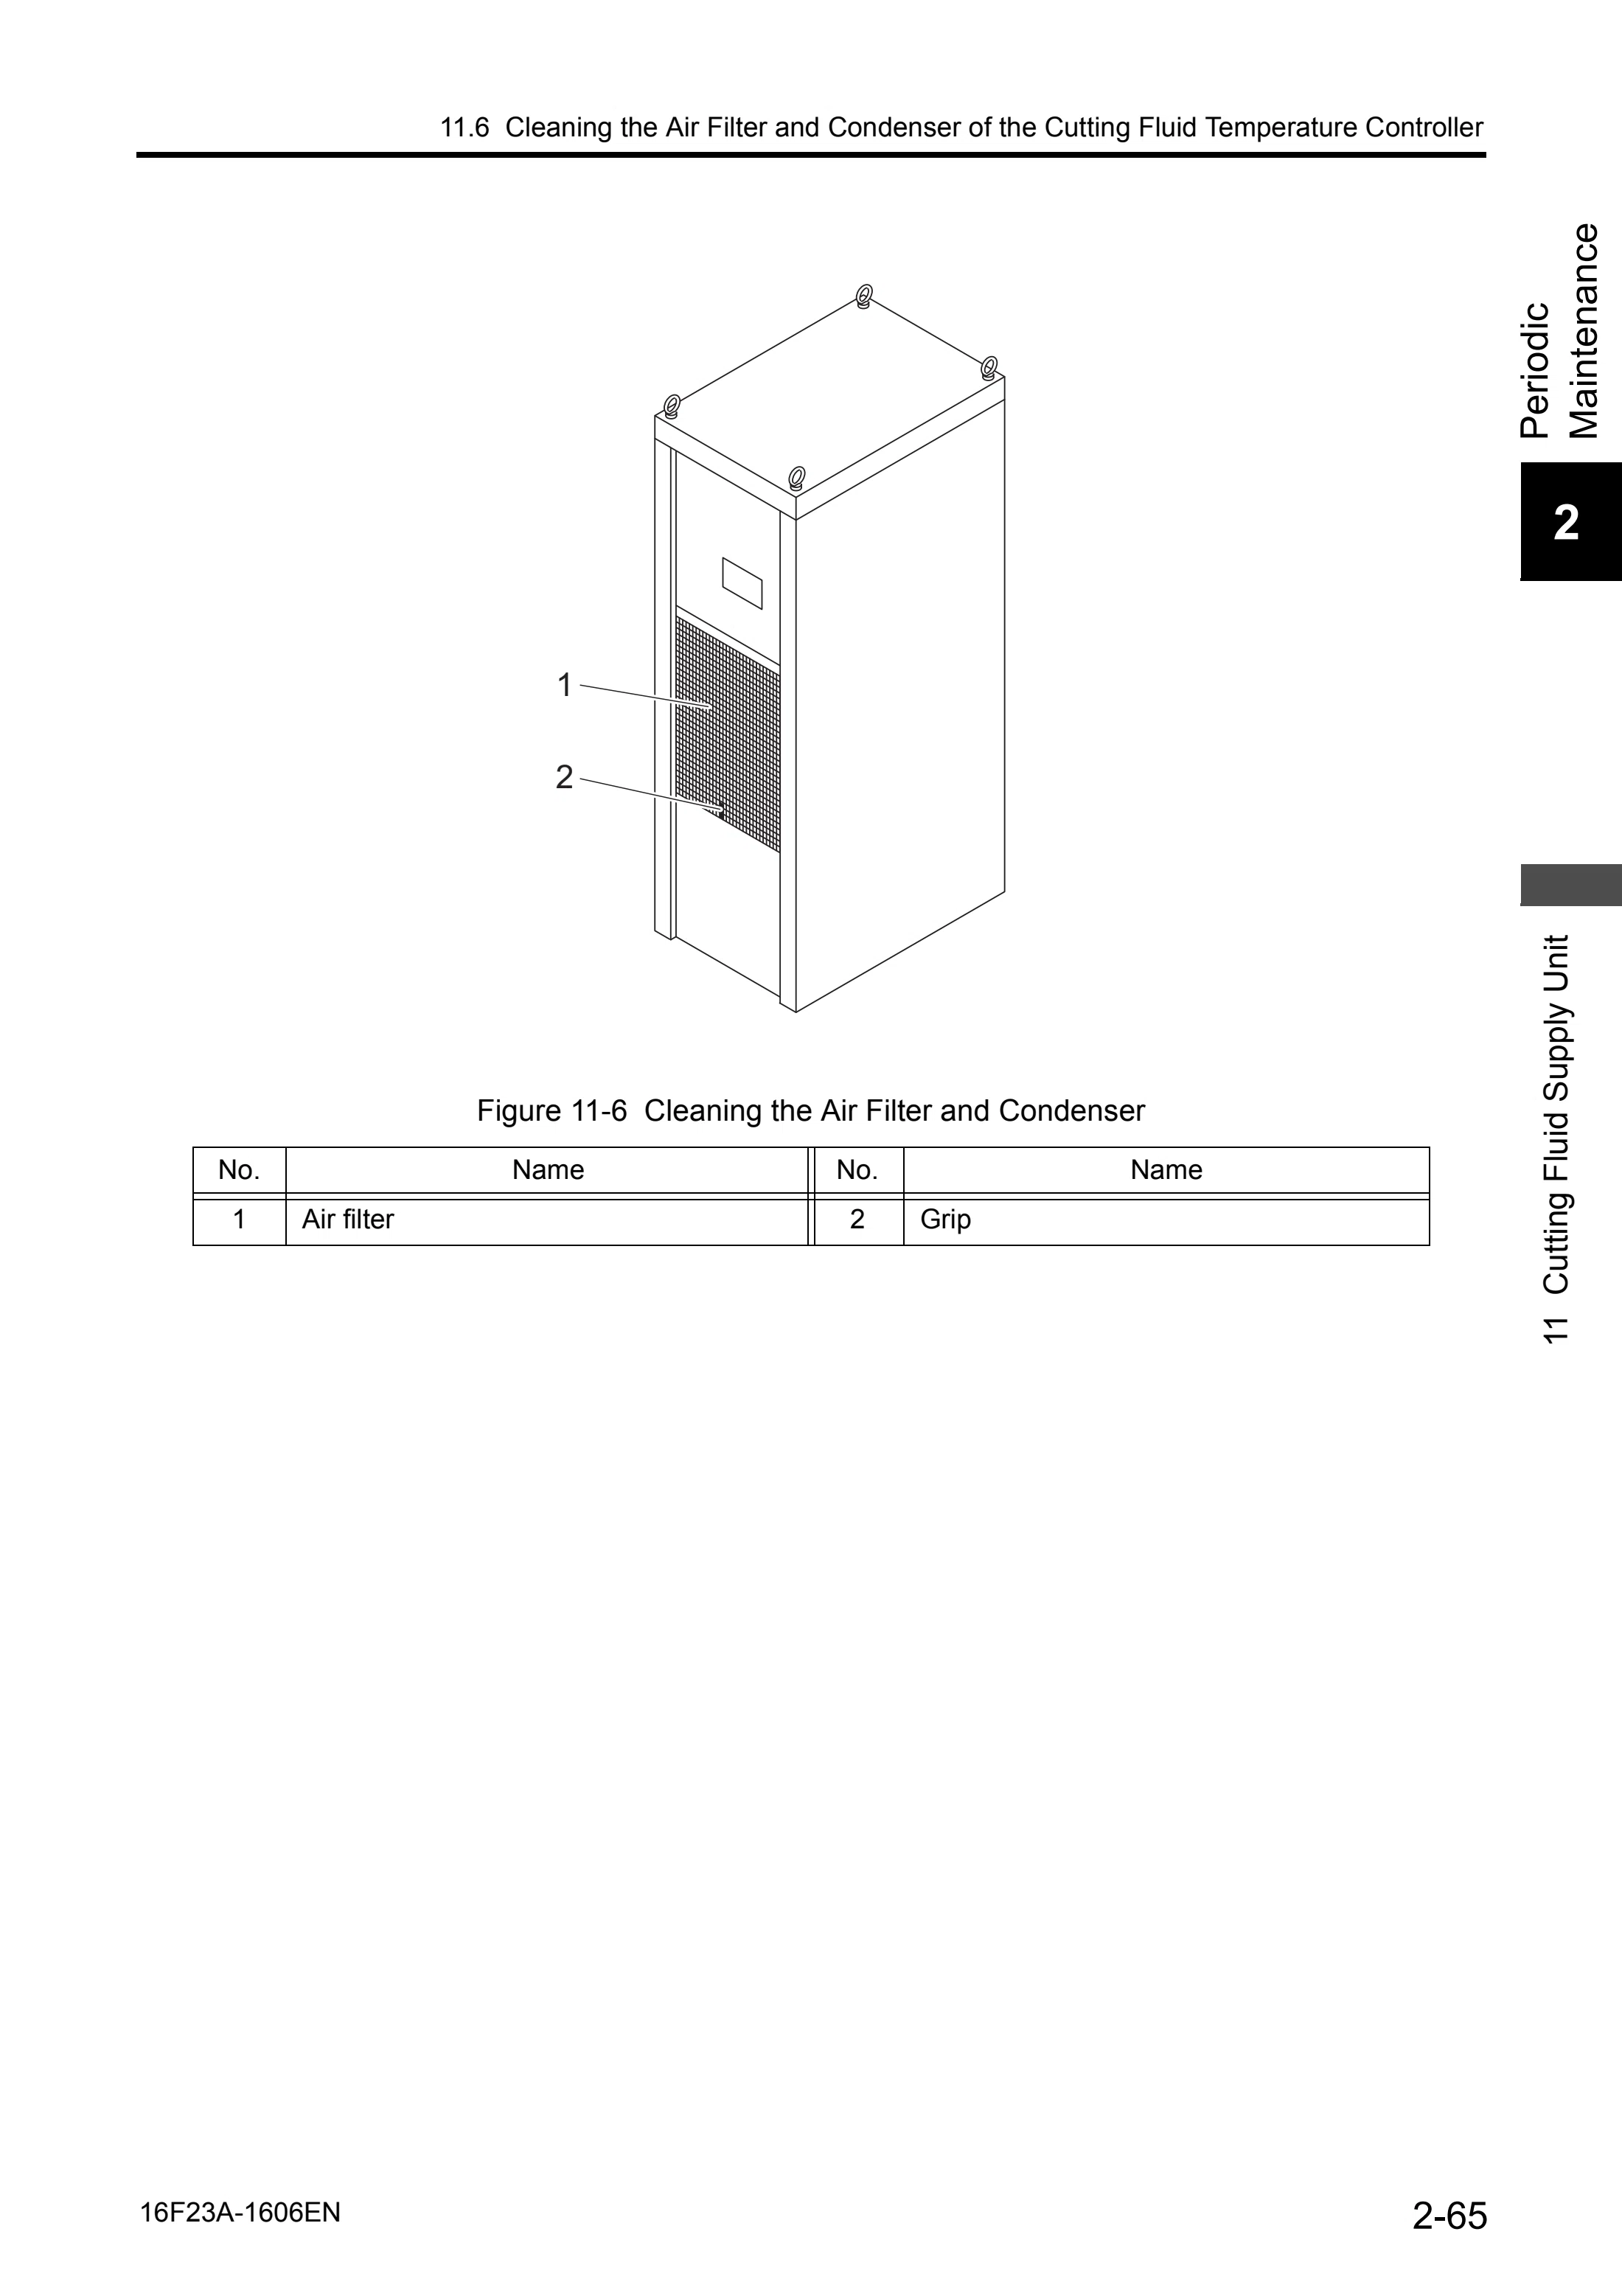 11.6 Cleaning the Air Filter and Condenser of the Cutting Fluid Temperature Controller
Periodic
Maintenance
2
1
2
11 Cutting Fluid Supply Unit
Figure 11-6 Cleaning the Air Filter and Condenser
No. Name No. Name
1 Air filter 2 Grip
16F23A-1606EN
2-65